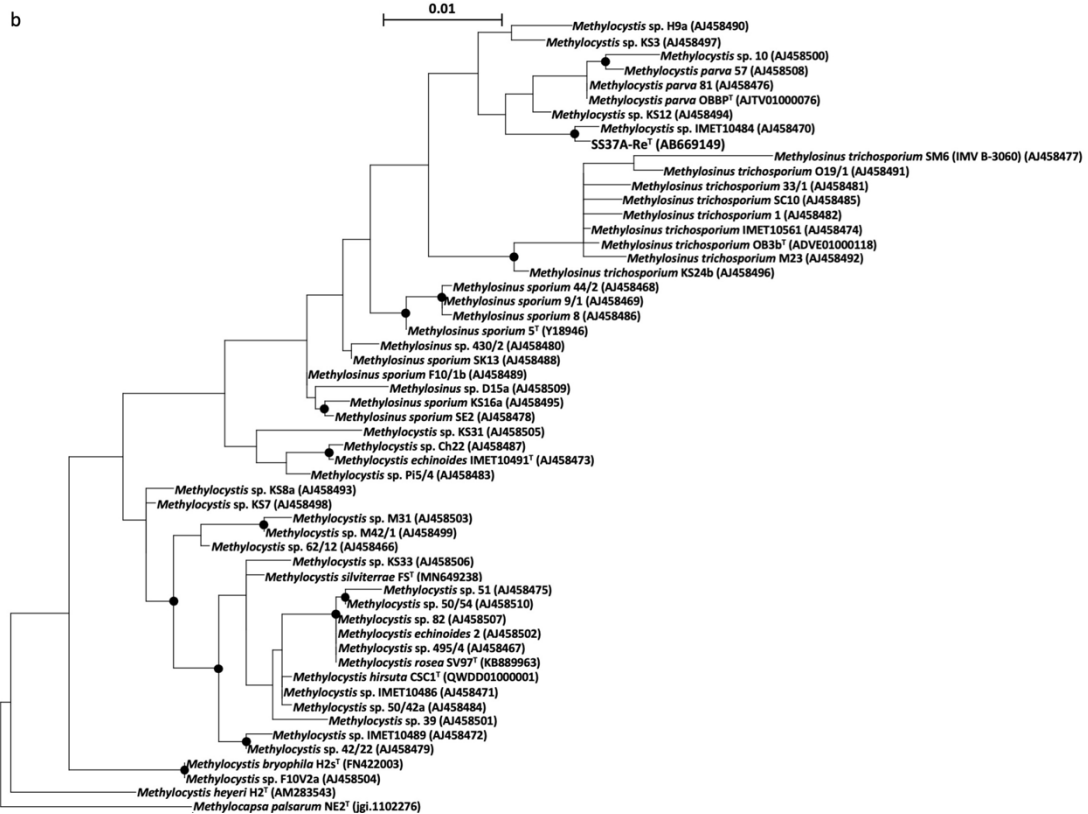 b
0.01
Methylocystis sp. H9a (AJ458490)
Methylocystis sp. KS3 (AJ458497)
Methylocystis sp. 10 (AJ458500)
Methylocystis parva 57 (AJ458508)
Methylocystis parva 81 (AJ458476)
Methylocystis parva OBBPᵀ (AJTV01000076)
Methylocystis sp. KS12 (AJ458494)
Methylocystis sp. IMET10484 (AJ458470)
SS37A-Reᵀ (AB669149)
Methylosinus trichosporium SM6 (IMV B-3060) (AJ458477)
Methylosinus trichosporium O19/1 (AJ458491)
Methylosinus trichosporium 33/1 (AJ458481)
Methylosinus trichosporium SC10 (AJ458485)
Methylosinus trichosporium 1 (AJ458482)
Methylosinus trichosporium IMET10561 (AJ458474)
Methylosinus trichosporium OB3bᵀ (ADVE01000118)
Methylosinus trichosporium M23 (AJ458492)
Methylosinus trichosporium KS24b (AJ458496)
Methylosinus sporium 44/2 (AJ458468)
Methylosinus sporium 9/1 (AJ458469)
Methylosinus sporium 8 (AJ458486)
Methylosinus sporium 5ᵀ (Y18946)
Methylosinus sp. 430/2 (AJ458480)
Methylosinus sporium SK13 (AJ458488)
Methylosinus sporium F10/1b (AJ458489)
Methylosinus sp. D15a (AJ458509)
Methylosinus sporium KS16a (AJ458495)
Methylosinus sporium SE2 (AJ458478)
Methylocystis sp. KS31 (AJ458505)
Methylocystis sp. Ch22 (AJ458487)
Methylocystis echinoides IMET10491ᵀ (AJ458473)
Methylocystis sp. Pi5/4 (AJ458483)
Methylocystis sp. KS8a (AJ458493)
Methylocystis sp. KS7 (AJ458498)
Methylocystis sp. M31 (AJ458503)
Methylocystis sp. M42/1 (AJ458499)
Methylocystis sp. 62/12 (AJ458466)
Methylocystis sp. KS33 (AJ458506)
Methylocystis silviterrae FSᵀ (MN649238)
Methylocystis sp. 51 (AJ458475)
Methylocystis sp. 50/54 (AJ458510)
Methylocystis sp. 82 (AJ458507)
Methylocystis echinoides 2 (AJ458502)
Methylocystis sp. 495/4 (AJ458467)
Methylocystis rosea SV97ᵀ (KB889963)
Methylocystis hirsuta CSC1ᵀ (QWDD01000001)
Methylocystis sp. IMET10486 (AJ458471)
Methylocystis sp. 50/42a (AJ458484)
Methylocystis sp. 39 (AJ458501)
Methylocystis sp. IMET10489 (AJ458472)
Methylocystis sp. 42/22 (AJ458479)
Methylocystis bryophila H2sᵀ (FN422003)
Methylocystis sp. F10V2a (AJ458504)
Methylocystis heyeri H2ᵀ (AM283543)
Methylocapsa palsarum NE2ᵀ (jgi.1102276)